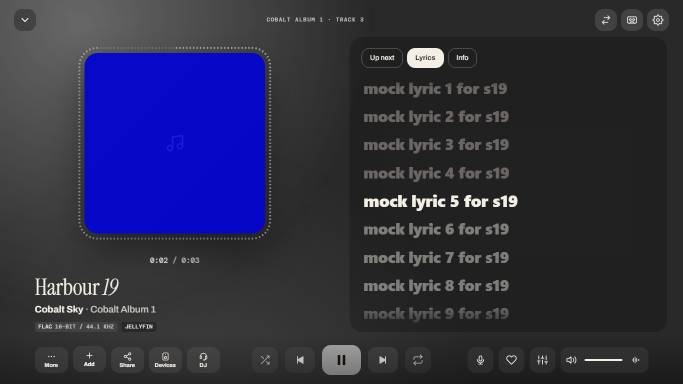 COBALT ALBUM 1 · TRACK 3
Up next
Lyrics
Info
mock lyric 1 for s19
mock lyric 2 for s19
mock lyric 3 for s19
mock lyric 4 for s19
mock lyric 5 for s19
mock lyric 6 for s19
mock lyric 7 for s19
mock lyric 8 for s19
mock lyric 9 for s19
0:02 / 0:03
Harbour 19
Cobalt Sky · Cobalt Album 1
FLAC 16-BIT / 44.1 KHZ
JELLYFIN
More
Add
Share
Devices
DJ